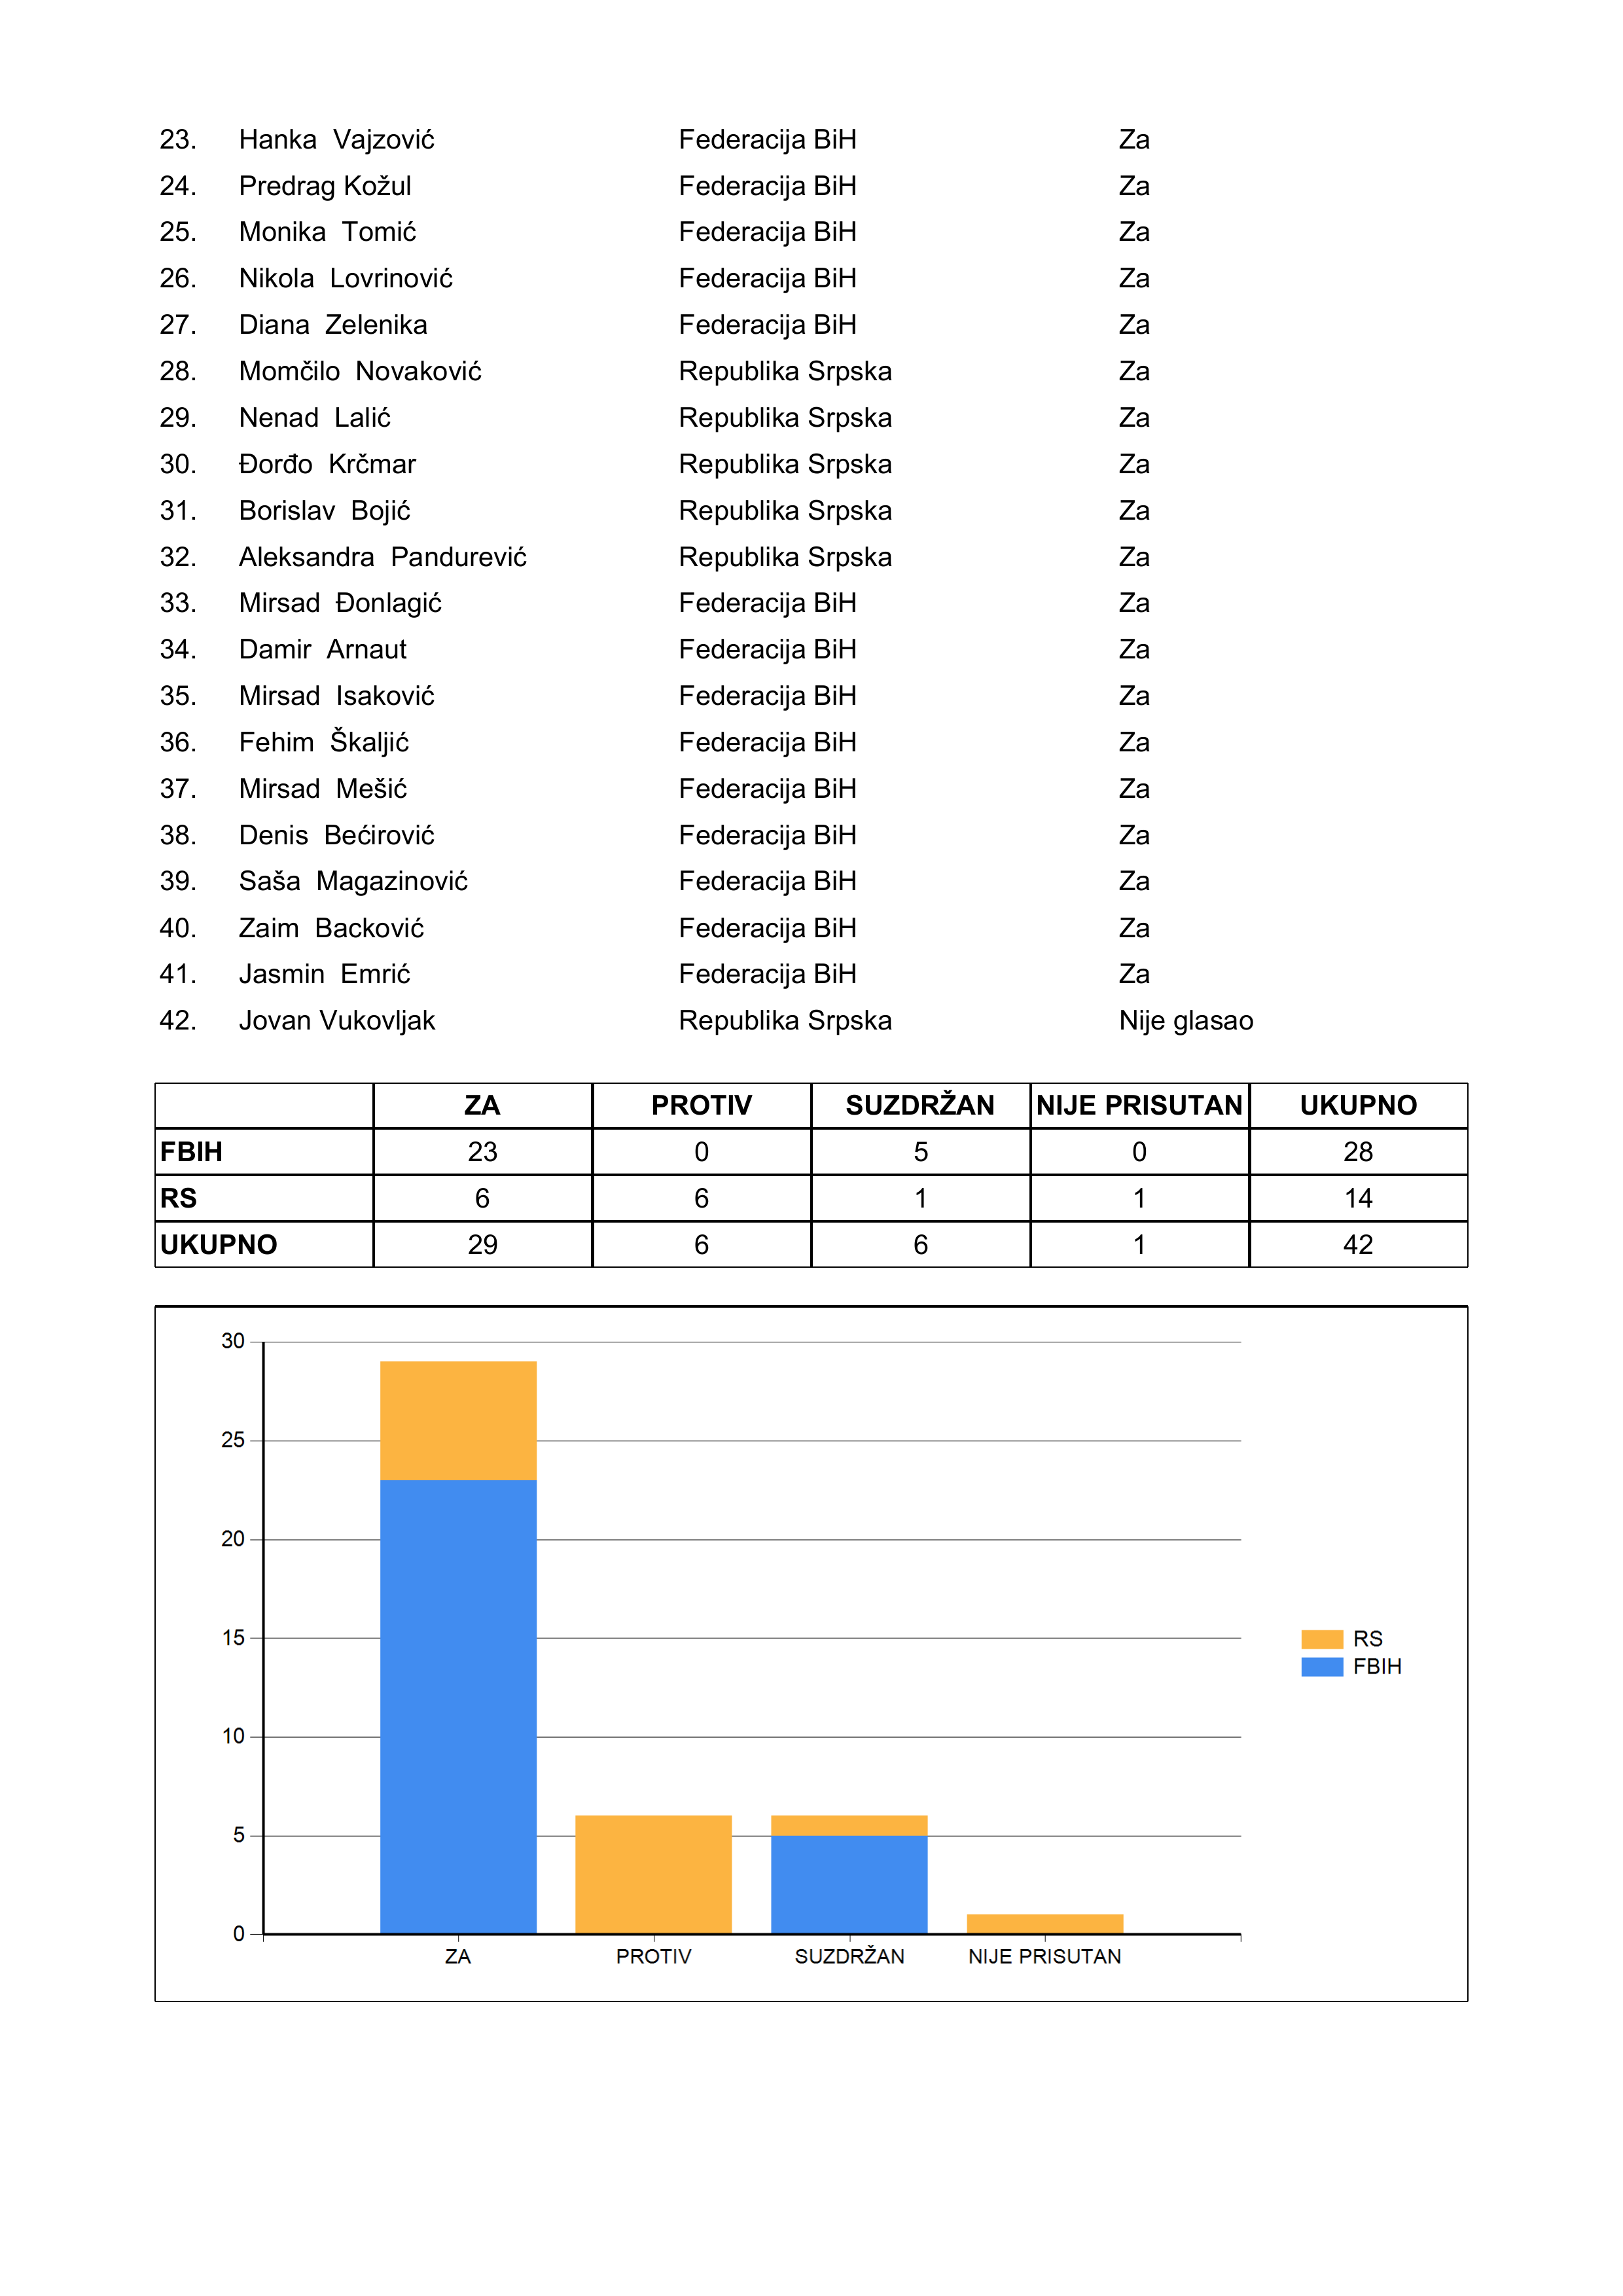 23. Hanka Vajzović Federacija BiH Za
24. Predrag Kožul Federacija BiH Za
25. Monika Tomić Federacija BiH Za
26. Nikola Lovrinović Federacija BiH Za
27. Diana Zelenika Federacija BiH Za
28. Momčilo Novaković Republika Srpska Za
29. Nenad Lalić Republika Srpska Za
30. Đorđo Krčmar Republika Srpska Za
31. Borislav Bojić Republika Srpska Za
32. Aleksandra Pandurević Republika Srpska Za
33. Mirsad Đonlagić Federacija BiH Za
34. Damir Arnaut Federacija BiH Za
35. Mirsad Isaković Federacija BiH Za
36. Fehim Škaljić Federacija BiH Za
37. Mirsad Mešić Federacija BiH Za
38. Denis Bećirović Federacija BiH Za
39. Saša Magazinović Federacija BiH Za
40. Zaim Backović Federacija BiH Za
41. Jasmin Emrić Federacija BiH Za
42. Jovan Vukovljak Republika Srpska Nije glasao
ZA PROTIV SUZDRŽAN NIJE PRISUTAN UKUPNO
FBIH 23 0 5 0 28
RS 6 6 1 1 14
UKUPNO 29 6 6 1 42
30
25
20
15
10
5
0
ZA PROTIV SUZDRŽAN NIJE PRISUTAN
RS
FBIH